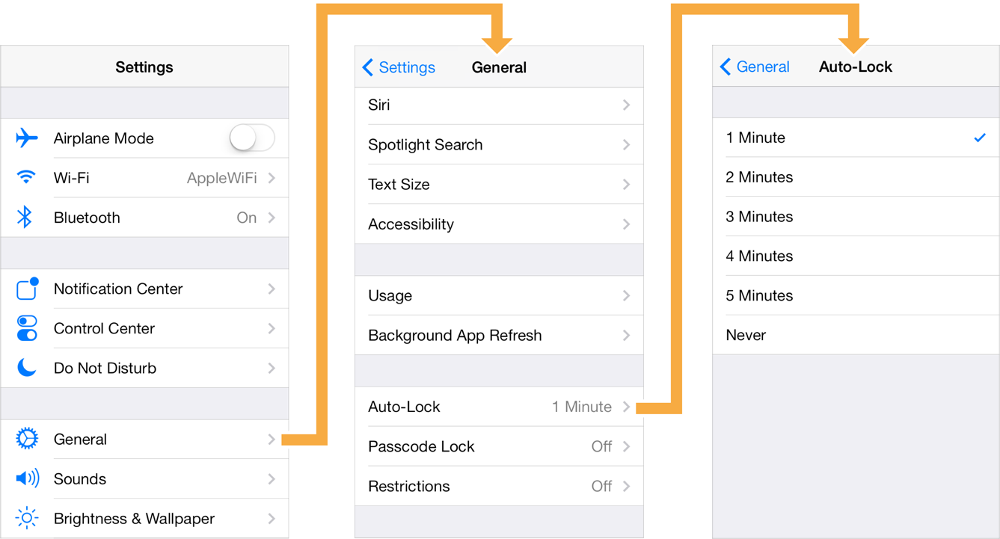 Settings
Airplane Mode
Wi-Fi AppleWiFi
Bluetooth On
Notification Center
Control Center
Do Not Disturb
General
Sounds
Brightness & Wallpaper
Settings General
Siri
Spotlight Search
Text Size
Accessibility
Usage
Background App Refresh
Auto-Lock 1 Minute
Passcode Lock Off
Restrictions Off
General Auto-Lock
1 Minute
2 Minutes
3 Minutes
4 Minutes
5 Minutes
Never